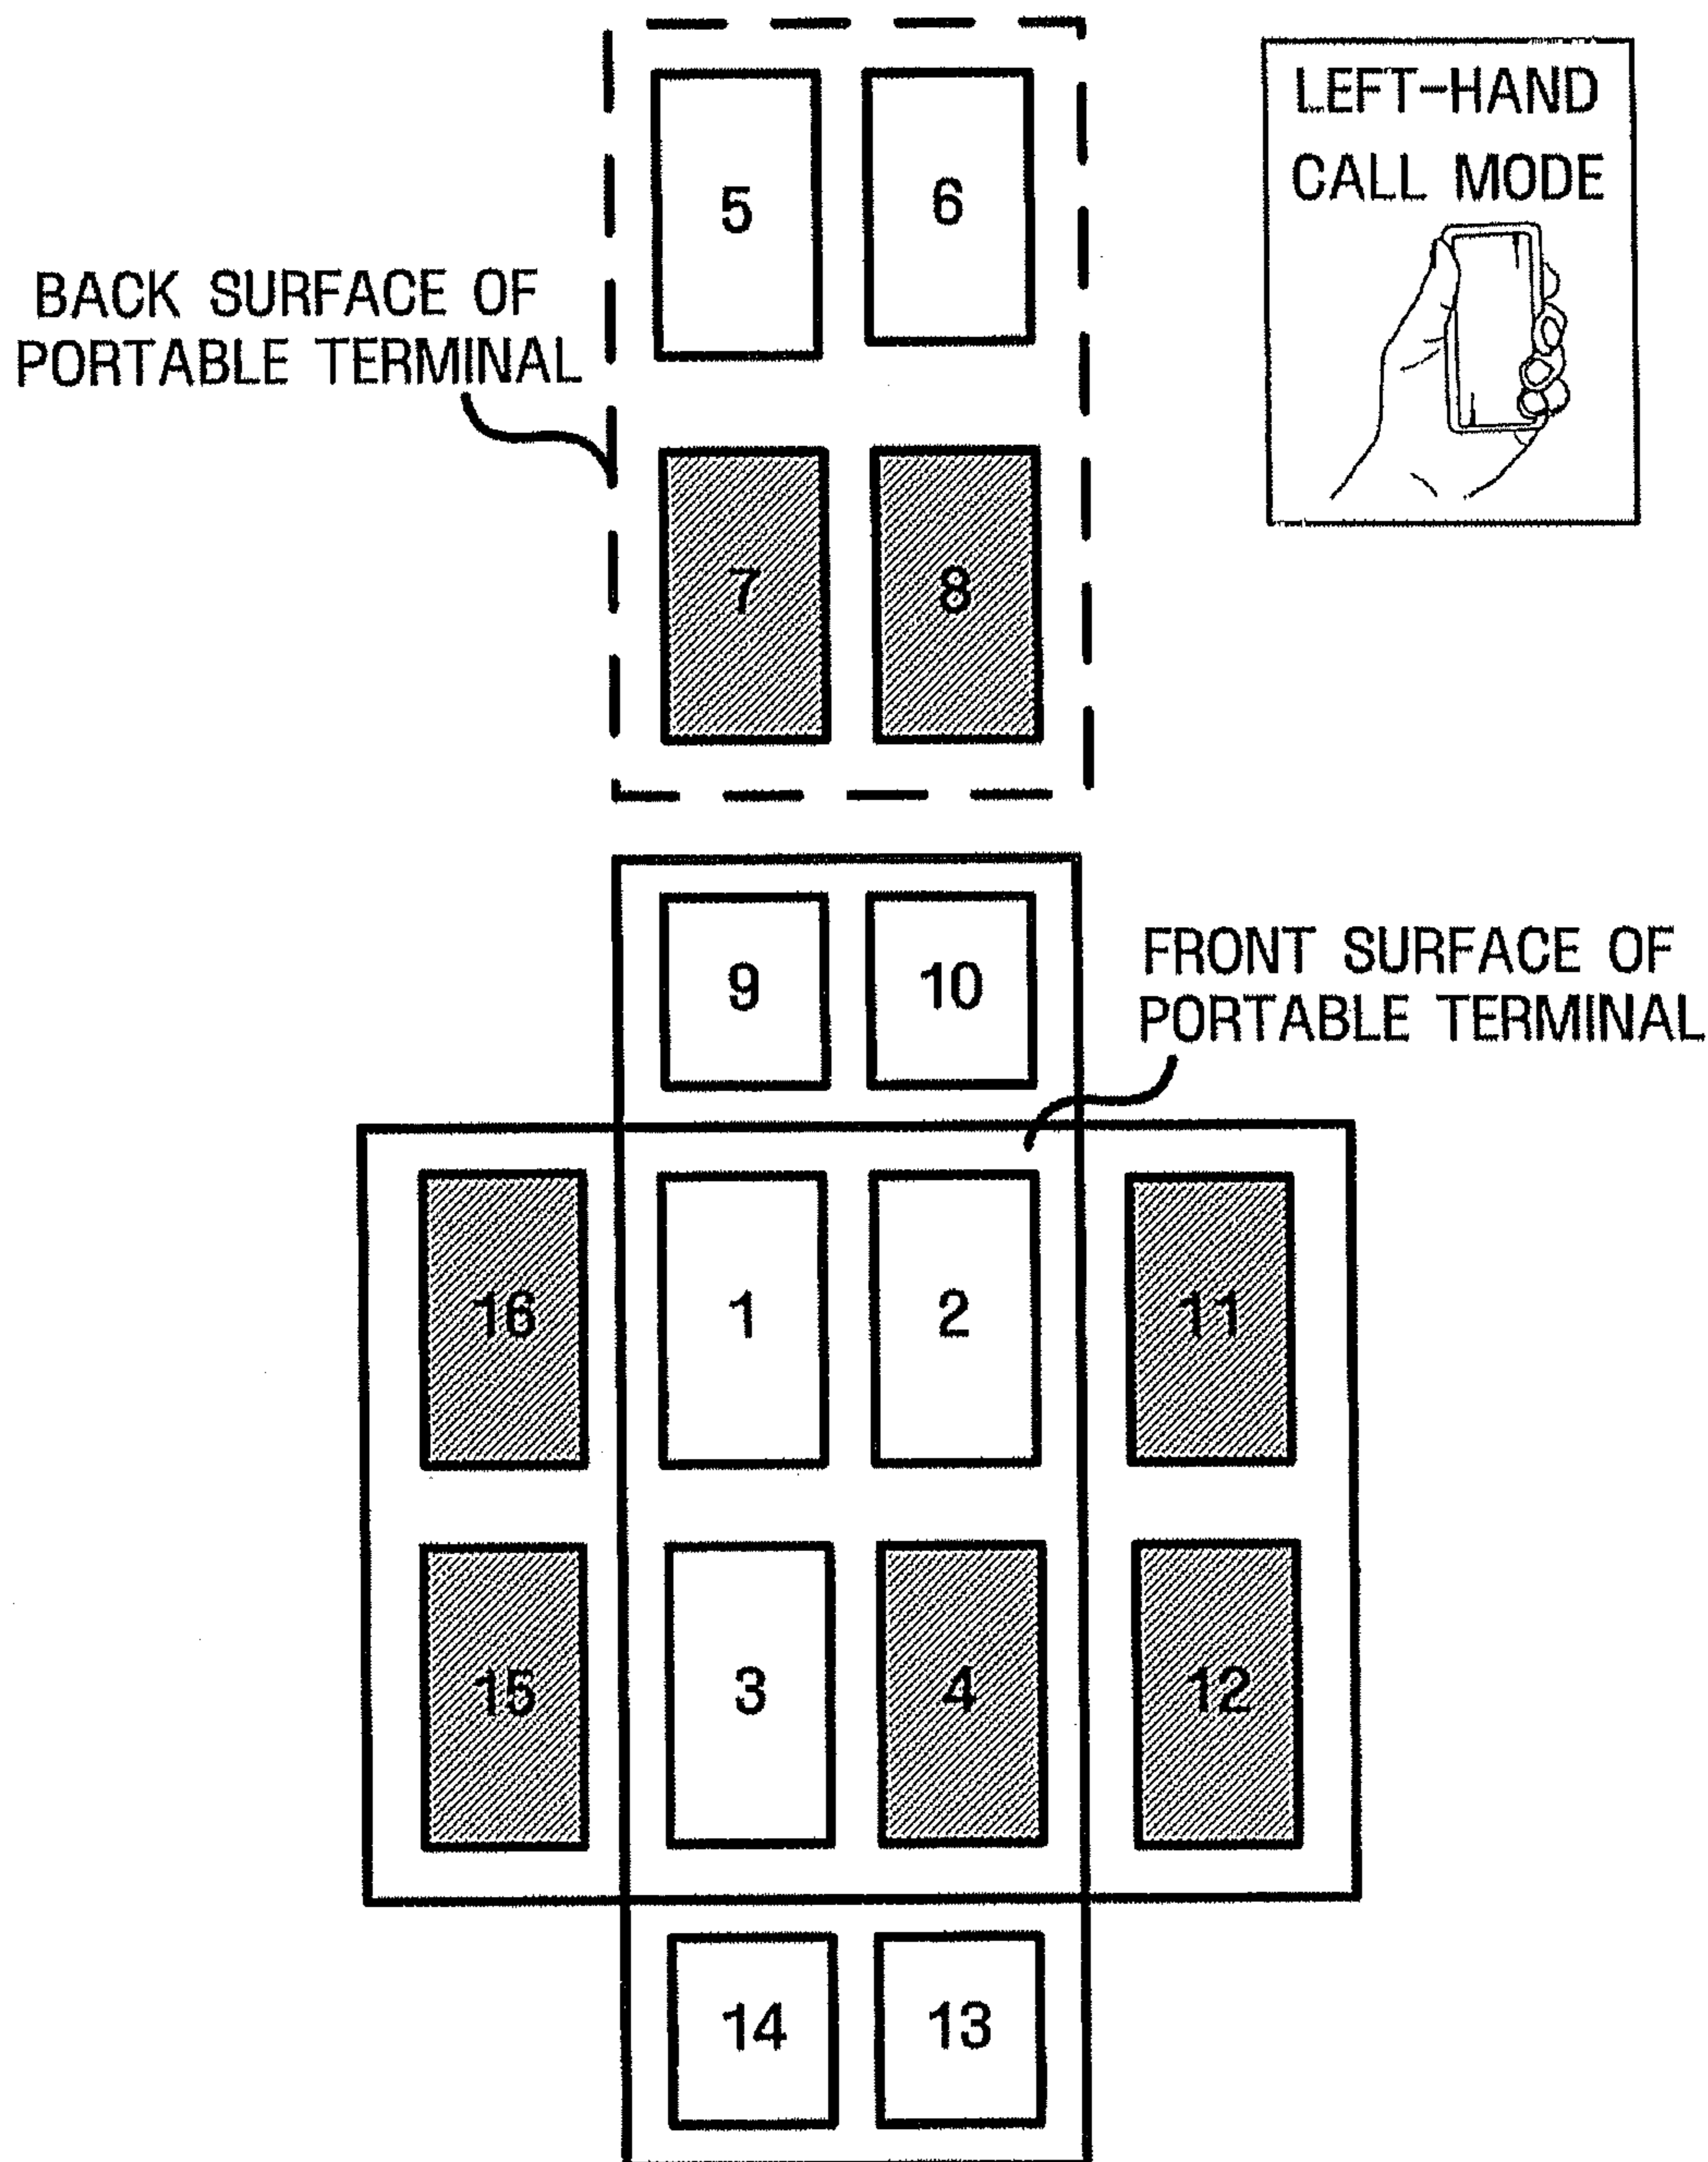 LEFT-HAND
CALL MODE
5 6
BACK SURFACE OF
PORTABLE TERMINAL
7 8
9 10
FRONT SURFACE OF
PORTABLE TERMINAL
16 1 2 11
15 3 4 12
14 13